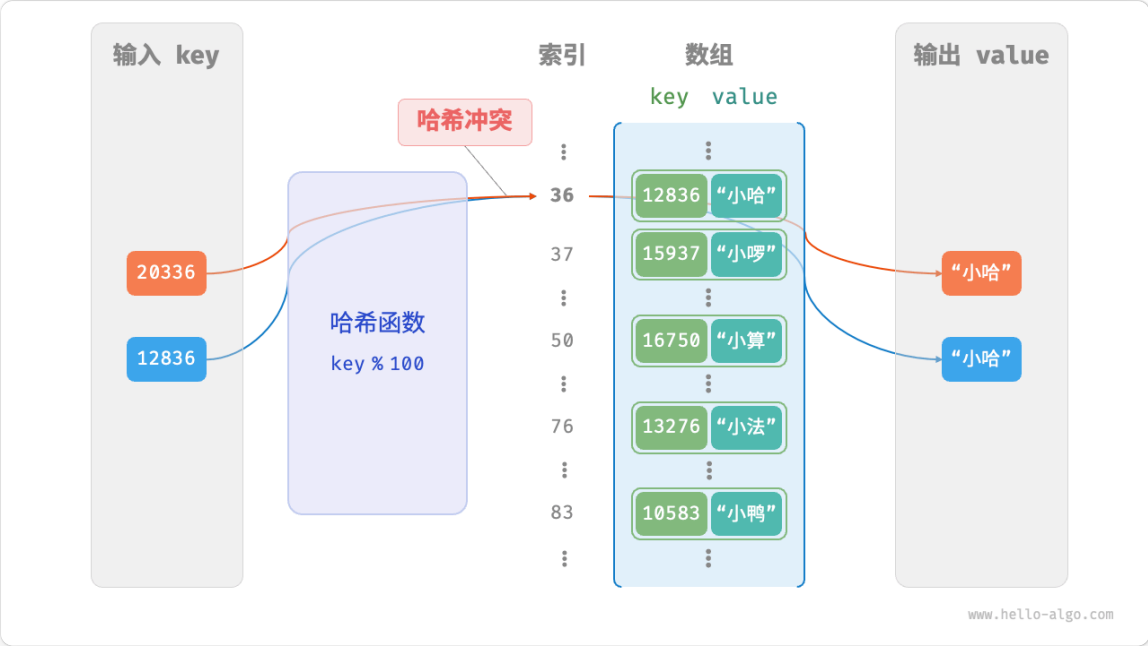 输入 key
索引
数组
输出 value
key value
哈希冲突
36
12836 “小哈”
37
15937 “小啰”
20336
“小哈”
哈希函数
key % 100
50
16750 “小算”
12836
“小哈”
76
13276 “小法”
83
10583 “小鸭”
www.hello-algo.com